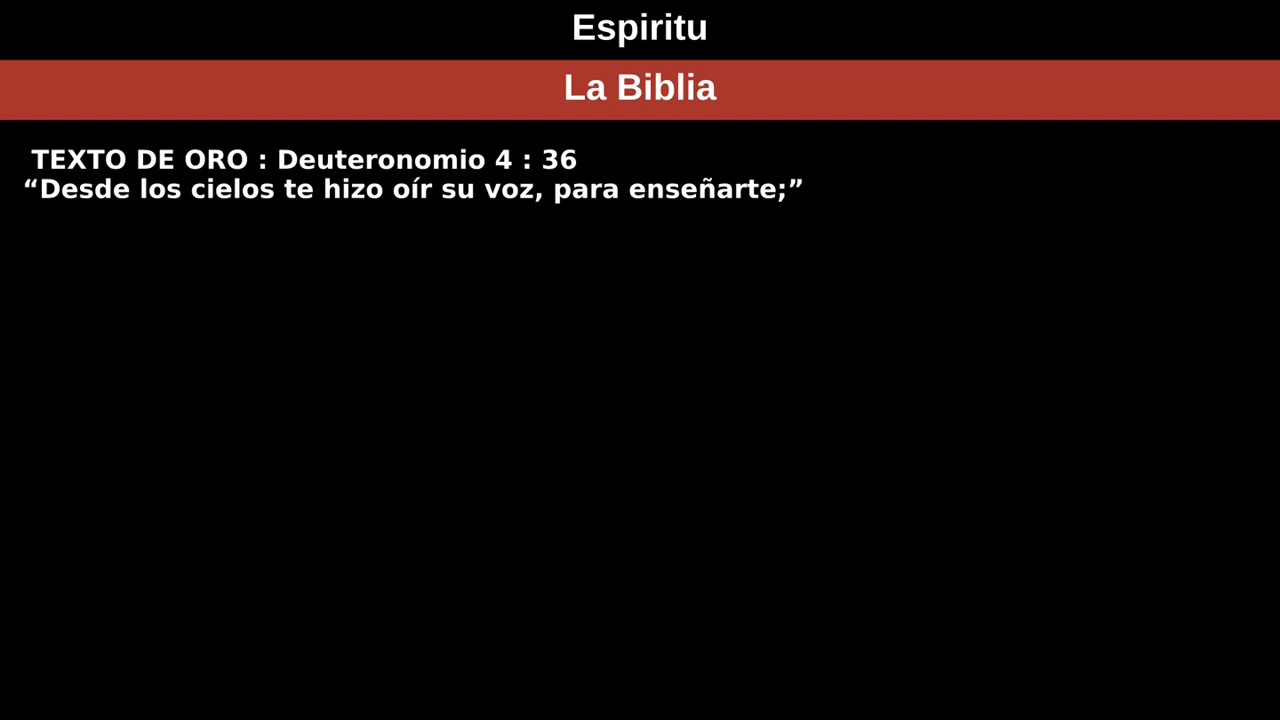 Espiritu
La Biblia
TEXTO DE ORO : Deuteronomio 4 : 36
“Desde los cielos te hizo oír su voz, para enseñarte;”